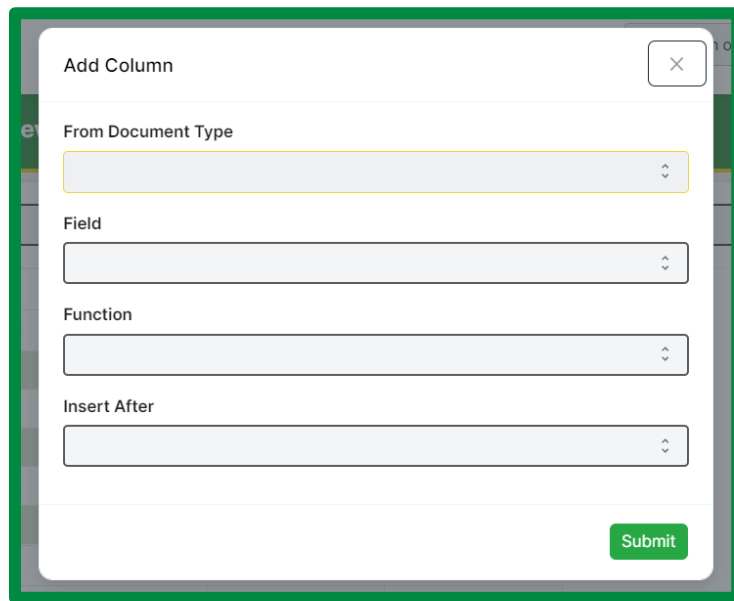 Add Column
From Document Type
Field
Function
Insert After
Submit